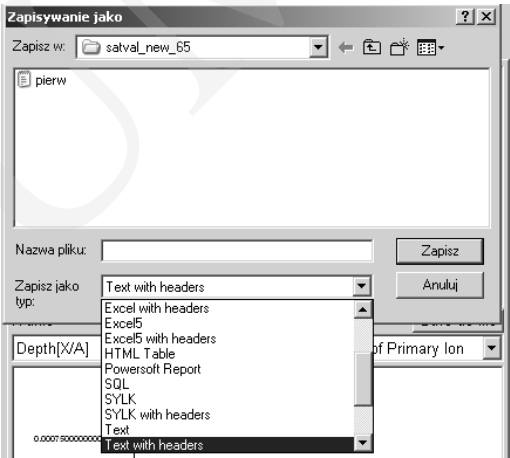 Zapisywanie jako
Zapisz w: satval_new_65
pierw
Nazwa pliku: Zapisz
Zapisz jako typ: Text with headers Anuluj
Excel with headers
Excel5
Excel5 with headers
HTML Table
Powersoft Report
SQL
SYLK
SYLK with headers
Text
Text with headers
Depth[X/A] of Primary Ion